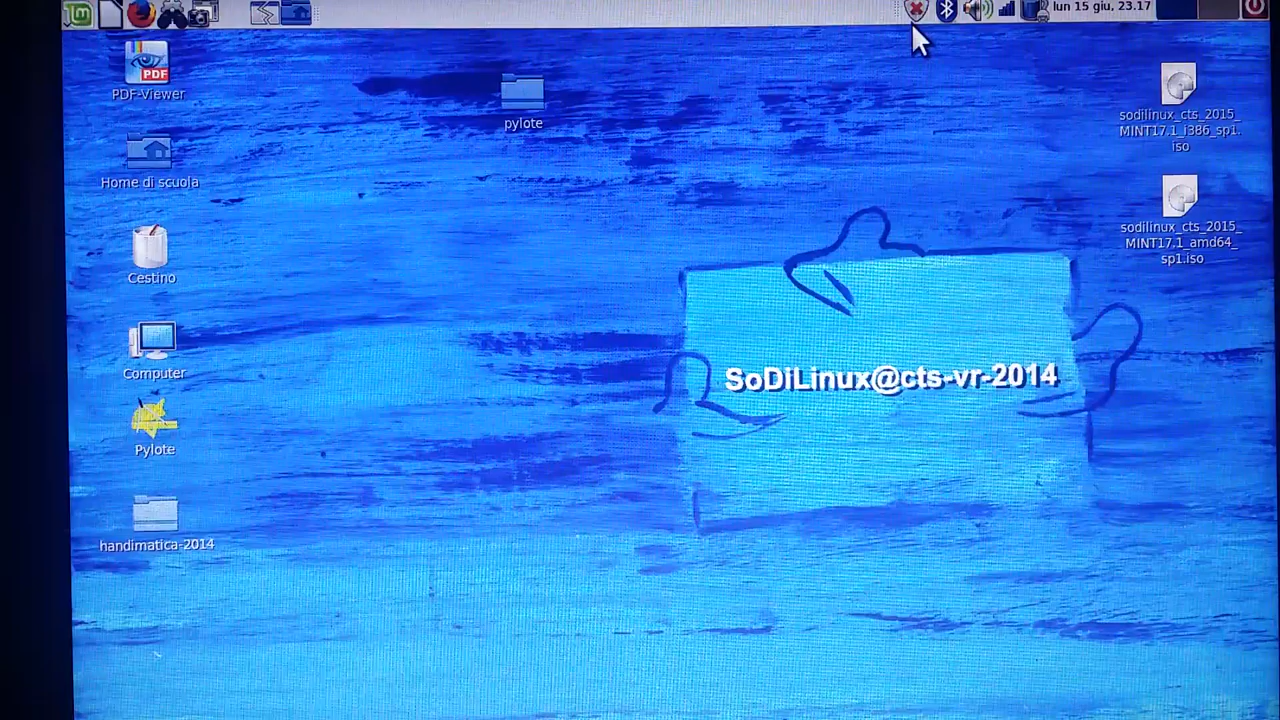 lun 15 giu, 23.17
PDF
PDF-Viewer
pylote
sodilinux_cts_2015_
MINT17.1_i386_sp1.
iso
Home di scuola
sodilinux_cts_2015_
MINT17.1_amd64_
sp1.iso
Cestino
Computer
SoDiLinux@cts-vr-2014
Pylote
handimatica-2014